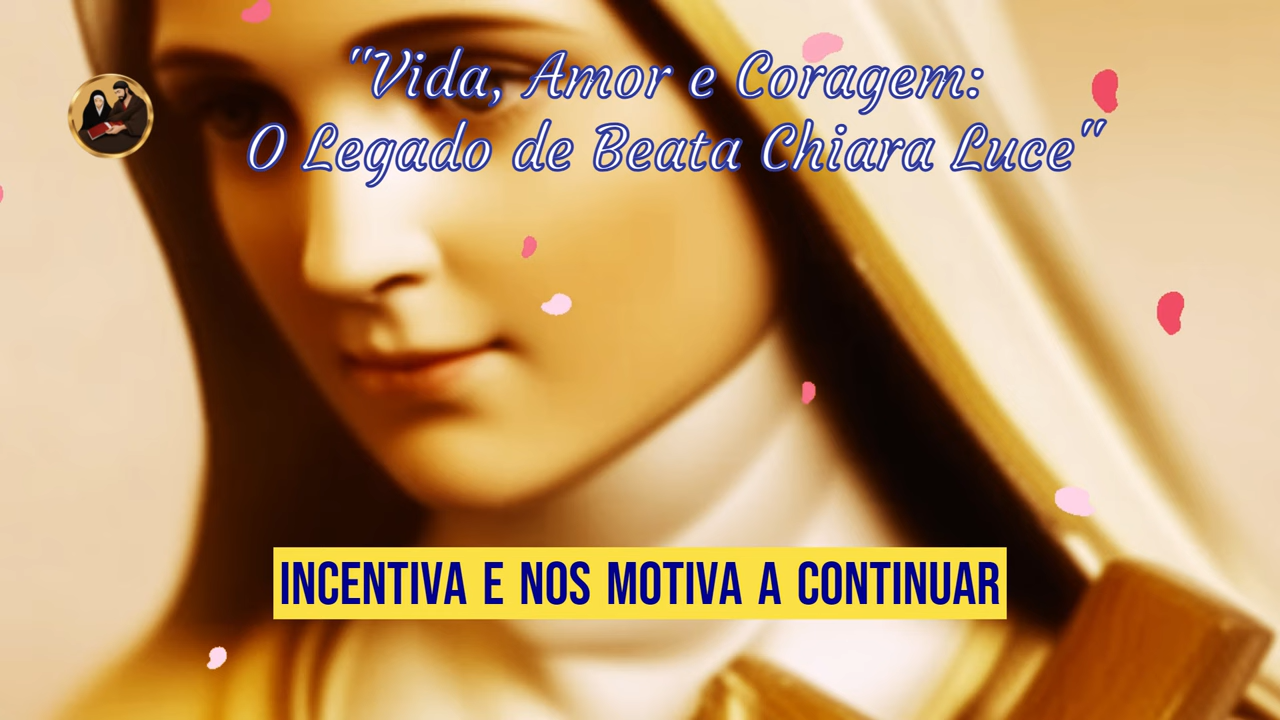 "Vida, Amor e Coragem:
O Legado de Beata Chiara Luce"
INCENTIVA E NOS MOTIVA A CONTINUAR